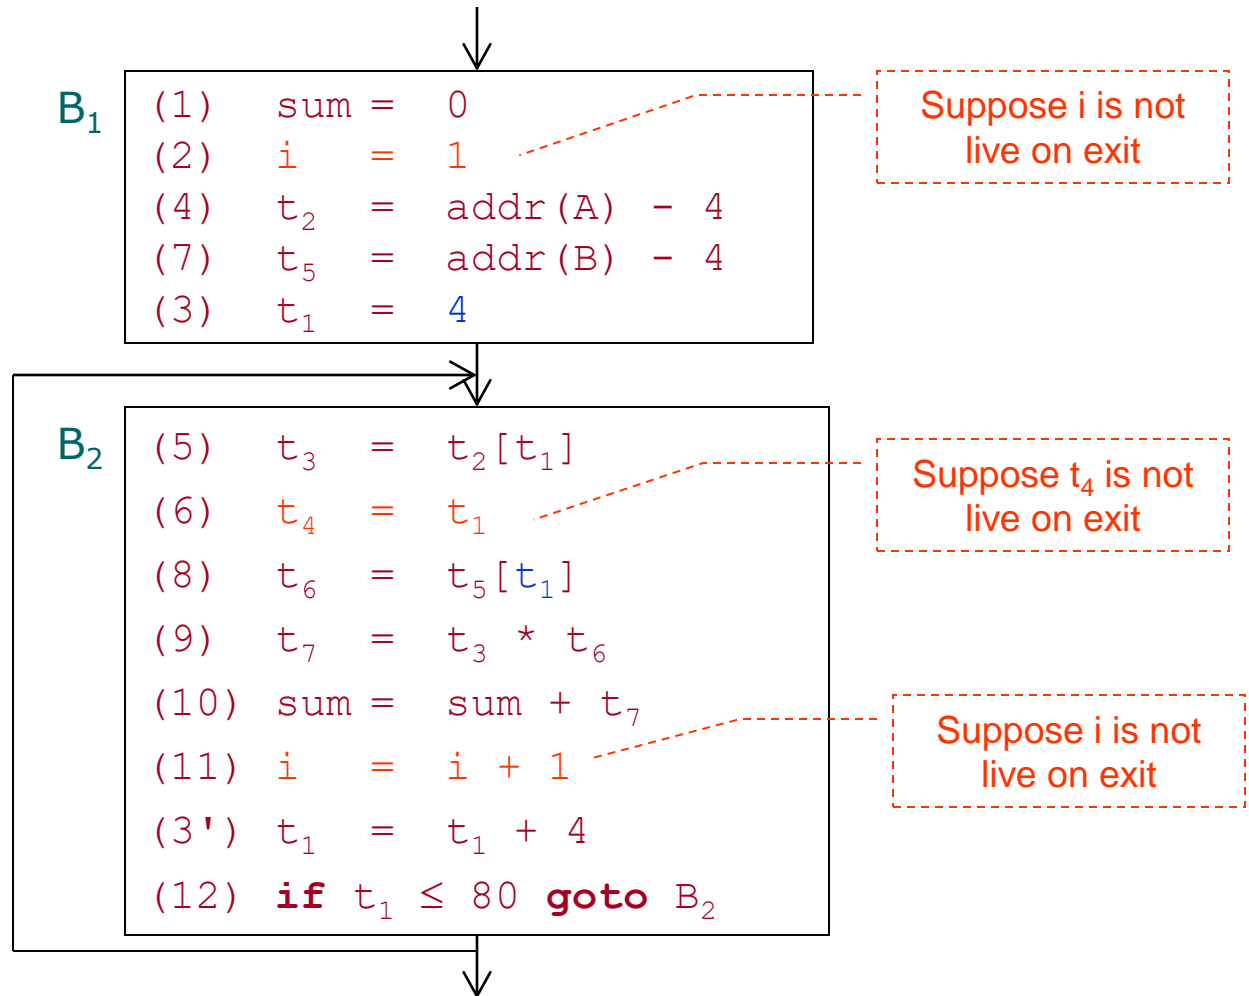 B₁
(1) sum = 0
(2) i = 1
(4) t₂ = addr(A) - 4
(7) t₅ = addr(B) - 4
(3) t₁ = 4
Suppose i is not
live on exit
B₂
(5) t₃ = t₂[t₁]
(6) t₄ = t₁
(8) t₆ = t₅[t₁]
(9) t₇ = t₃ * t₆
(10) sum = sum + t₇
(11) i = i + 1
(3') t₁ = t₁ + 4
(12) if t₁ ≤ 80 goto B₂
Suppose t₄ is not
live on exit
Suppose i is not
live on exit